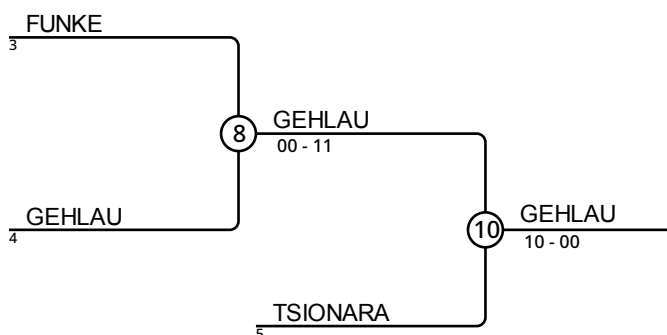 FUNKE
3
8
GEHLAU
00 - 11
GEHLAU
4
10
GEHLAU
10 - 00
TSIONARA
5